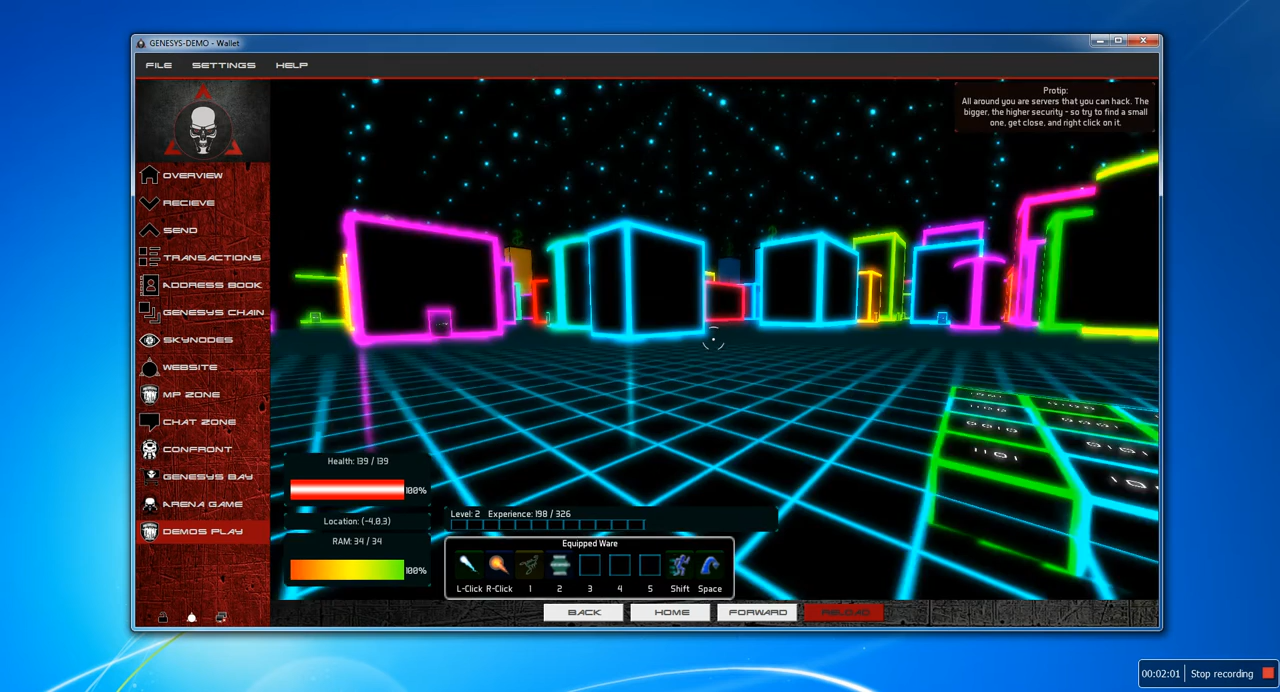 GENESYS-DEMO - Wallet
FILE SETTINGS HELP
Protip:
All around you are servers that you can hack. The
bigger, the higher security - so try to find a small
one, get close, and right click on it.
OVERVIEW
RECIEVE
SEND
TRANSACTIONS
ADDRESS BOOK
GENESYS CHAIN
SKYNODES
WEBSITE
MP ZONE
CHAT ZONE
CONFRONT
GENESYS BAY
ARENA GAME
DEMOS PLAY
1101
Health: 139 / 139
100%
Location: (-4,0,3)
RAM: 34 / 34
100%
Level: 2 Experience: 198 / 326
Equipped Ware
L-Click R-Click 1 2 3 4 5 Shift Space
BACK HOME FORWARD RELOAD
00:02:01 Stop recording